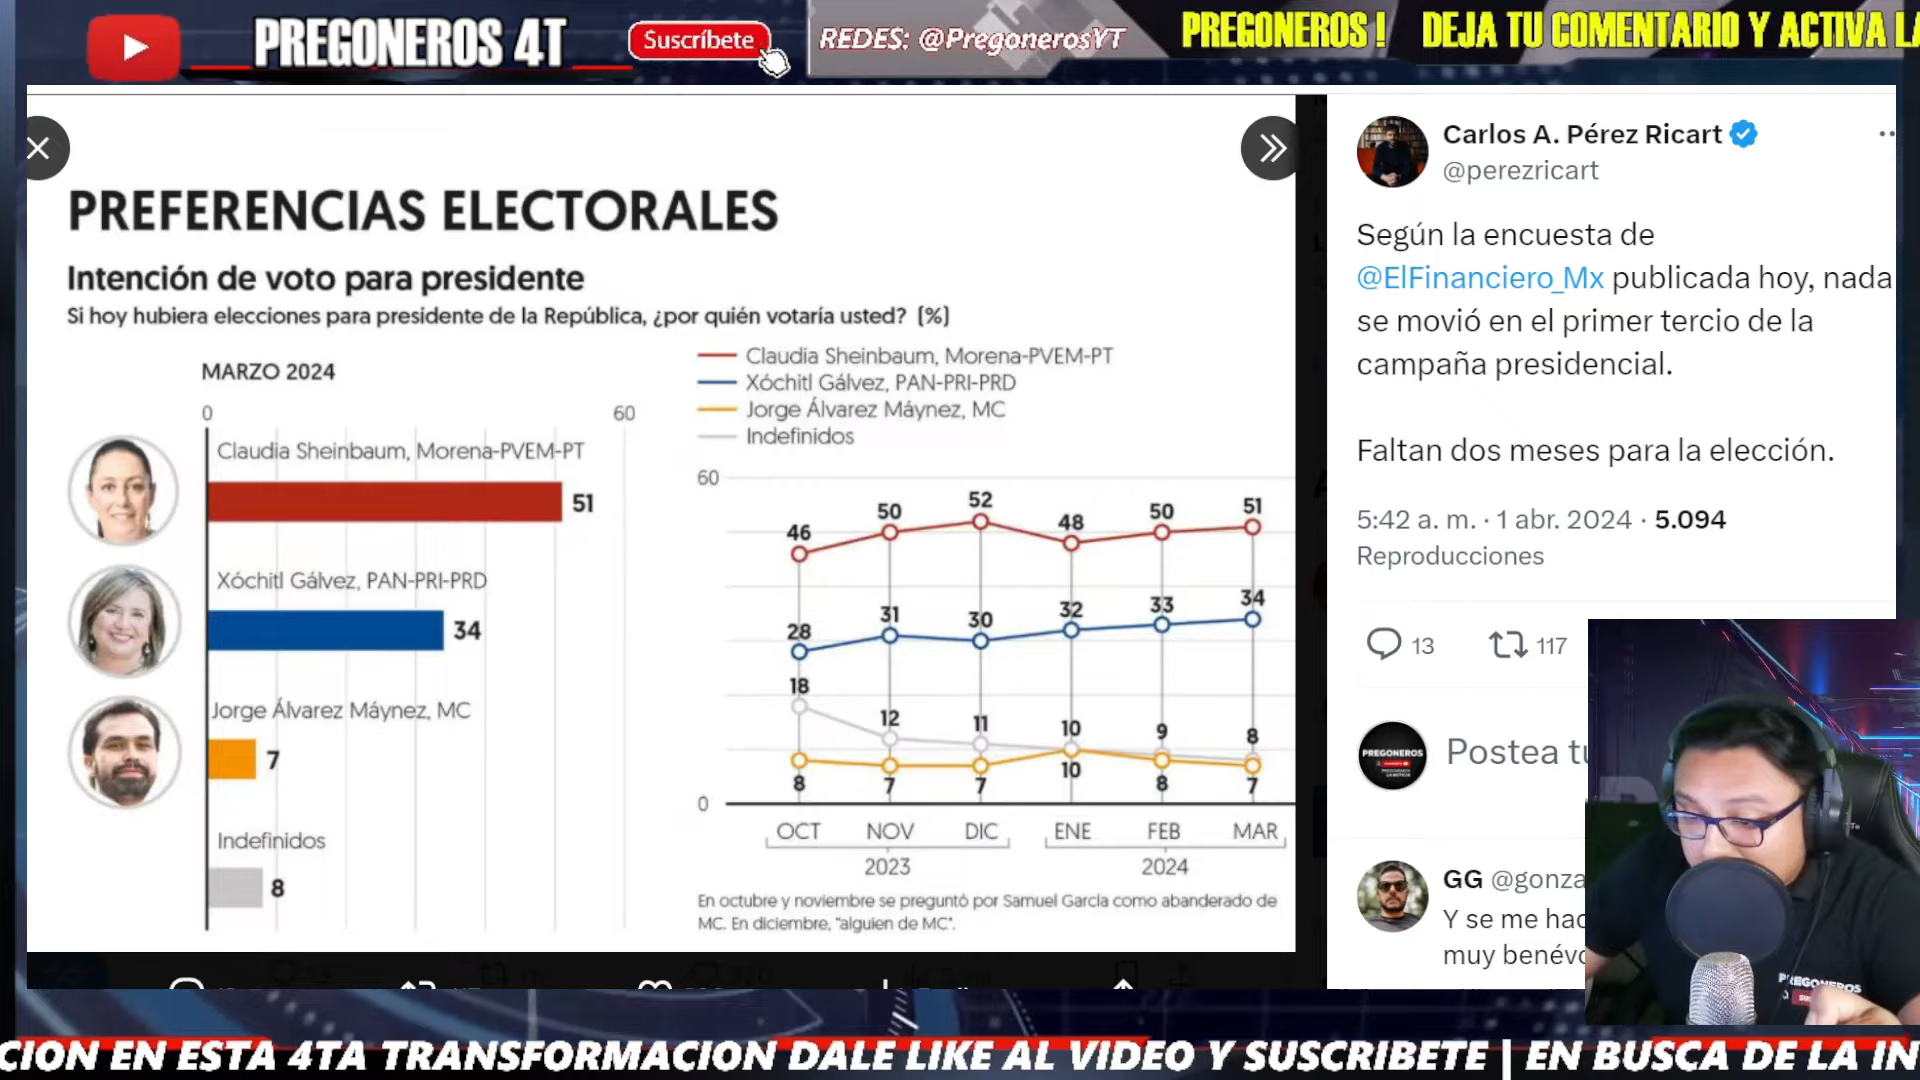 PREGONEROS 4T
Suscríbete
REDES: @PregonerosYT
PREGONEROS ! DEJA TU COMENTARIO Y ACTIVA LA
PREFERENCIAS ELECTORALES
Intención de voto para presidente
Si hoy hubiera elecciones para presidente de la República, ¿por quién votaría usted? (%)
MARZO 2024
0 60
Claudia Sheinbaum, Morena-PVEM-PT
51
Xóchitl Gálvez, PAN-PRI-PRD
34
Jorge Álvarez Máynez, MC
7
Indefinidos
8
Claudia Sheinbaum, Morena-PVEM-PT
Xóchitl Gálvez, PAN-PRI-PRD
Jorge Álvarez Máynez, MC
Indefinidos
60
46 50 52 48 50 51
28 31 30 32 33 34
18 12 11 10 9 8
8 7 7 10 8 7
0
OCT NOV DIC ENE FEB MAR
2023 2024
En octubre y noviembre se preguntó por Samuel García como abanderado de
MC. En diciembre, "alguien de MC".
Carlos A. Pérez Ricart
@perezricart
Según la encuesta de
@ElFinanciero_Mx publicada hoy, nada
se movió en el primer tercio de la
campaña presidencial.
Faltan dos meses para la elección.
5:42 a. m. · 1 abr. 2024 · 5.094
Reproducciones
13 117
PREGONEROS
Postea tu
GG @gonza
Y se me hac
muy benévo
PREGONEROS
CION EN ESTA 4TA TRANSFORMACION DALE LIKE AL VIDEO Y SUSCRIBETE | EN BUSCA DE LA IN